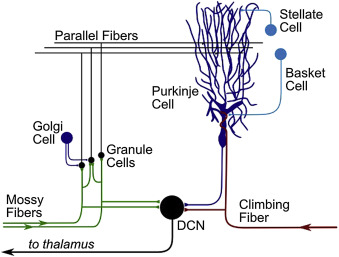 Stellate
Cell
Parallel Fibers
Basket
Cell
Purkinje
Cell
Golgi
Cell
Granule
Cells
Mossy
Fibers
DCN
Climbing
Fiber
to thalamus